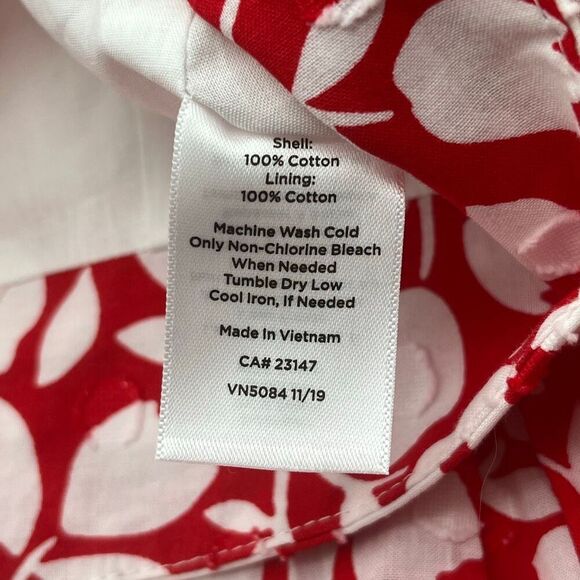 Shell:
100% Cotton
Lining:
100% Cotton
Machine Wash Cold
Only Non-Chlorine Bleach
When Needed
Tumble Dry Low
Cool Iron, If Needed
Made In Vietnam
CA# 23147
VN5084 11/19